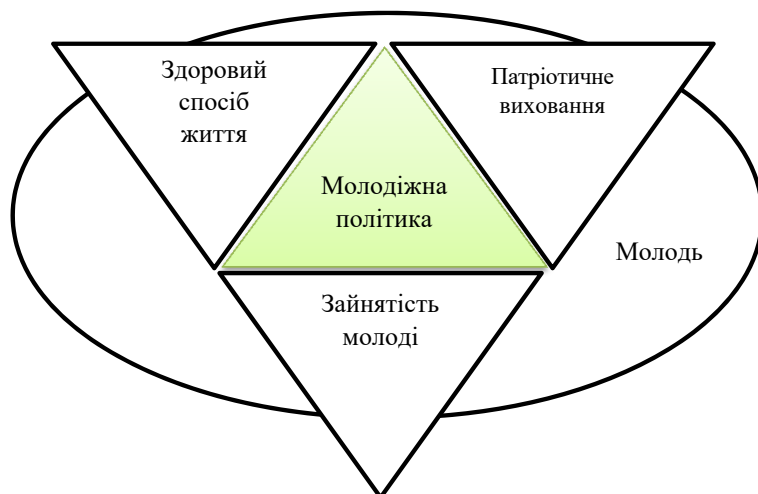 Здоровий
спосіб
життя
Патріотичне
виховання
Молодіжна
політика
Молодь
Зайнятість
молоді